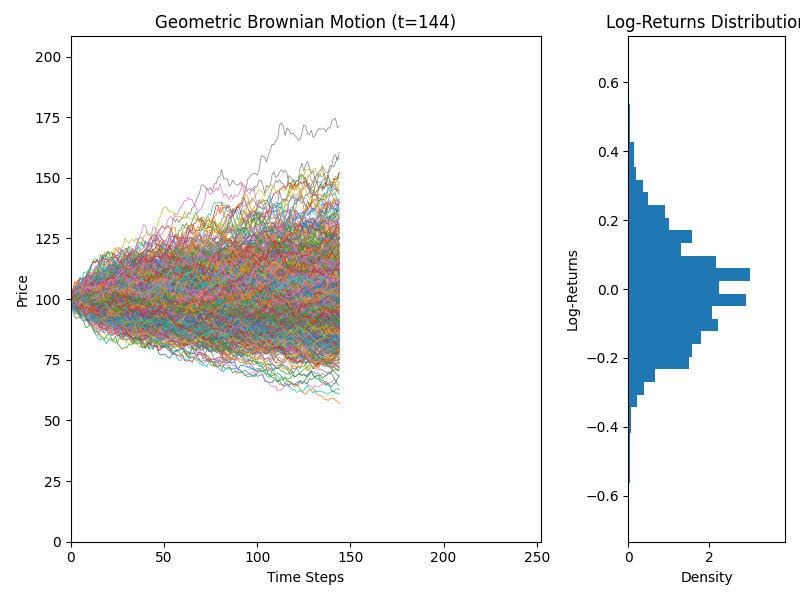 Geometric Brownian Motion (t=144)
Price
200
175
150
125
100
75
50
25
0
0 50 100 150 200 250
Time Steps
Log-Returns Distribution
Log-Returns
0.6
0.4
0.2
0.0
−0.2
−0.4
−0.6
0 2
Density